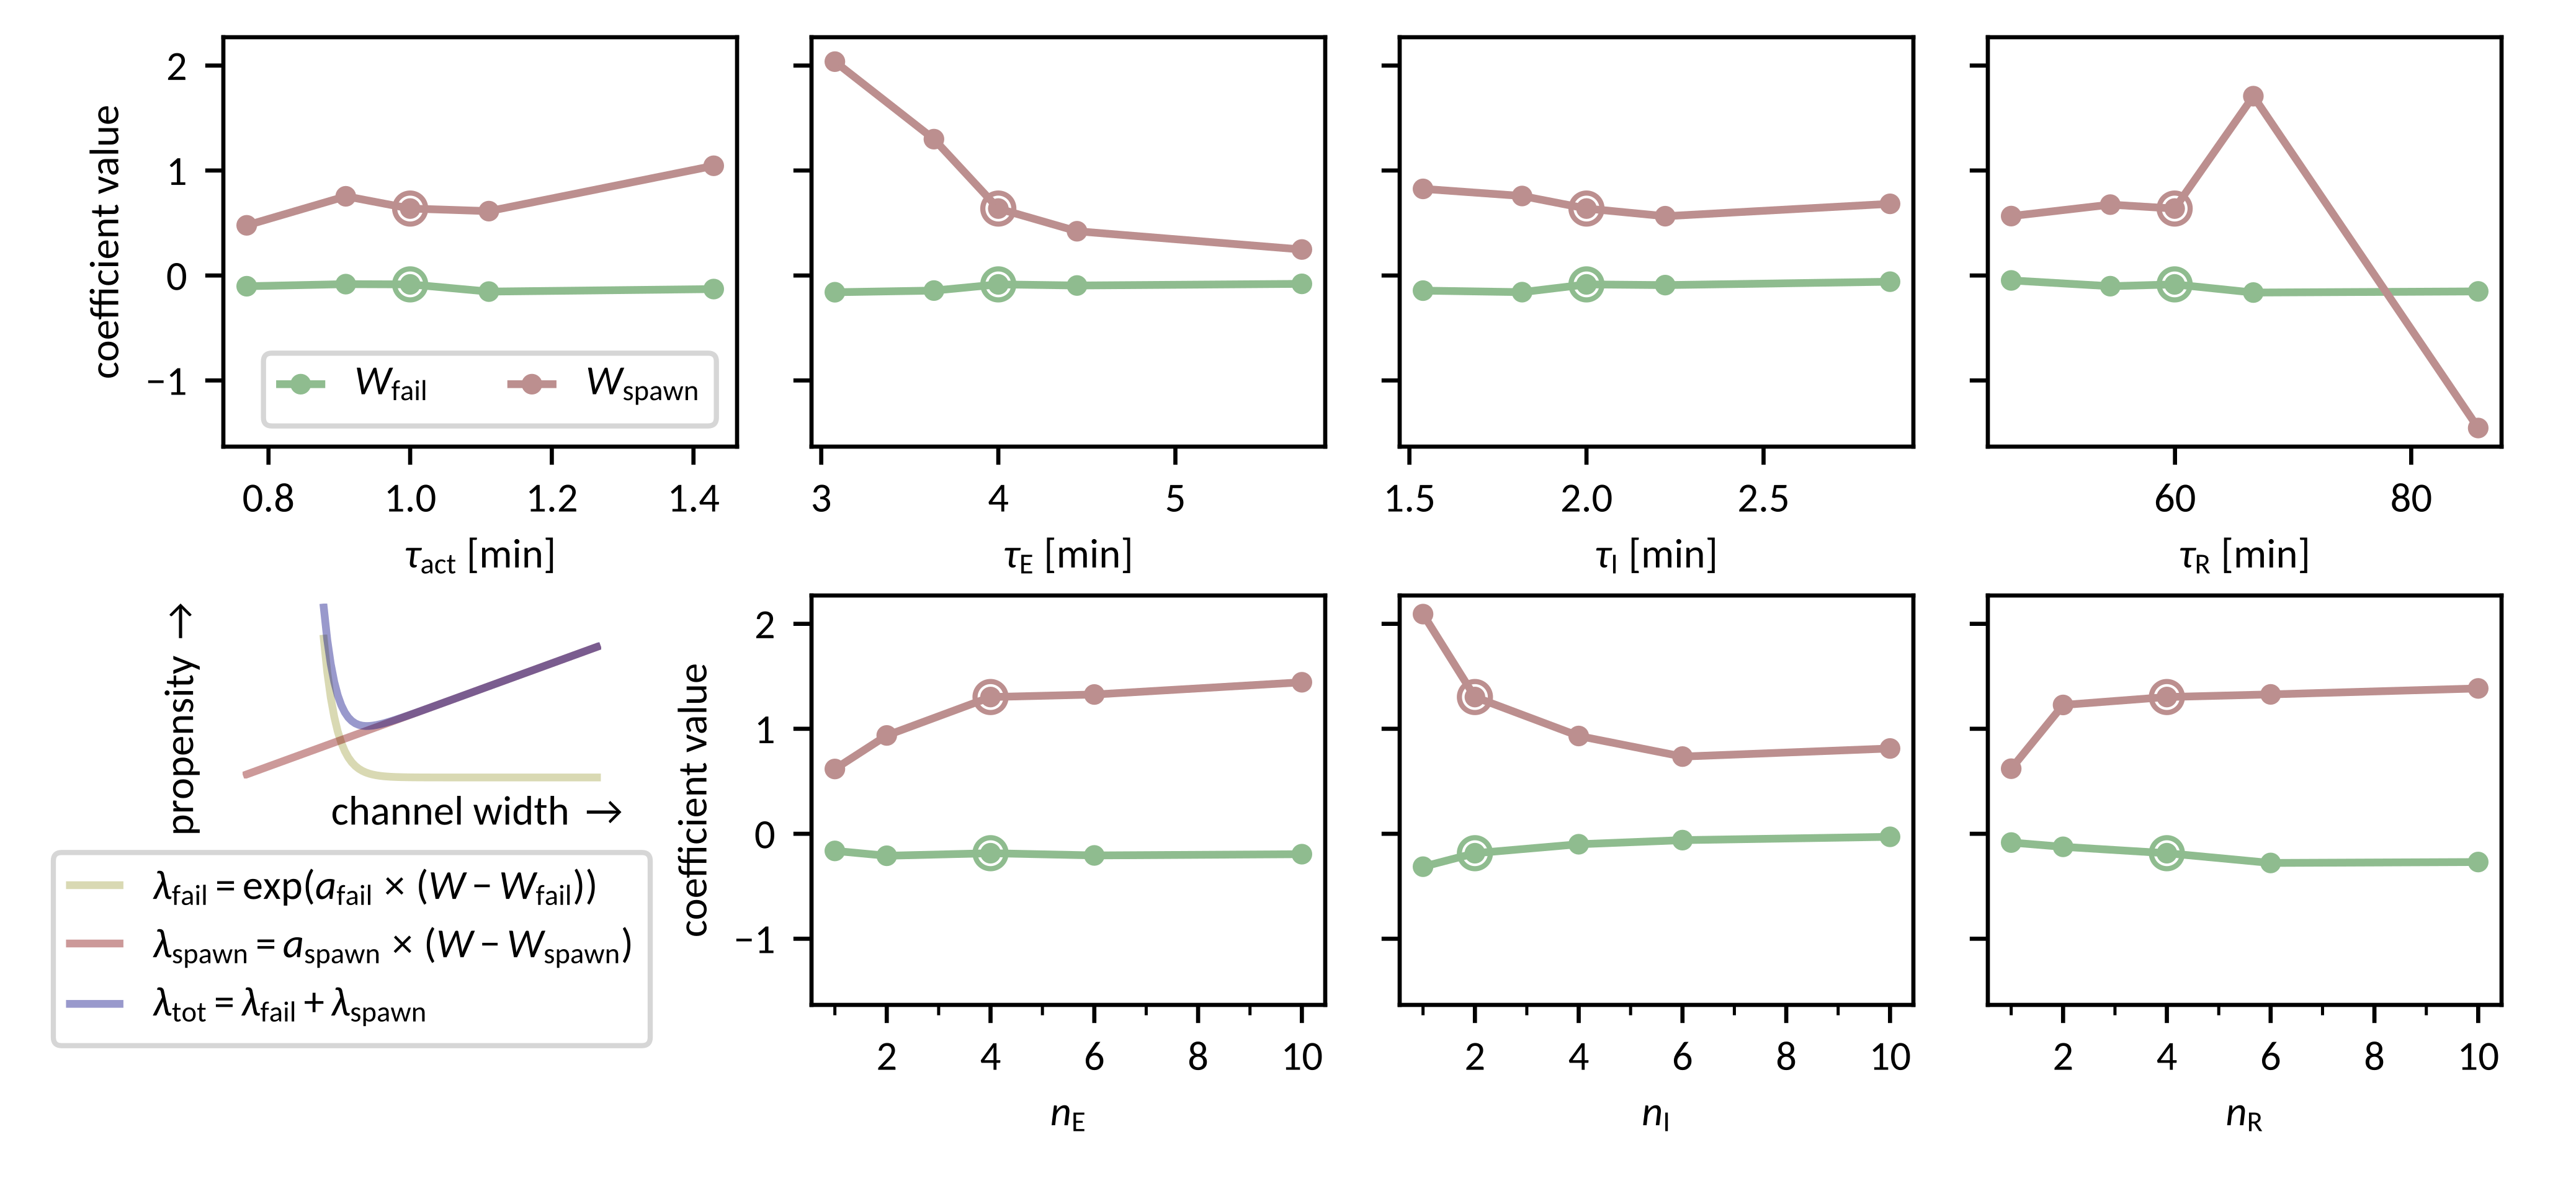 coefficient value
2
1
0
−1
W_fail W_spawn
0.8 1.0 1.2 1.4
τ_act [min]
3 4 5
τ_E [min]
1.5 2.0 2.5
τ_I [min]
60 80
τ_R [min]
propensity →
channel width →
λ_fail = exp(a_fail × (W − W_fail))
λ_spawn = a_spawn × (W − W_spawn)
λ_tot = λ_fail + λ_spawn
coefficient value
2
1
0
−1
2 4 6 8 10
n_E
2 4 6 8 10
n_I
2 4 6 8 10
n_R